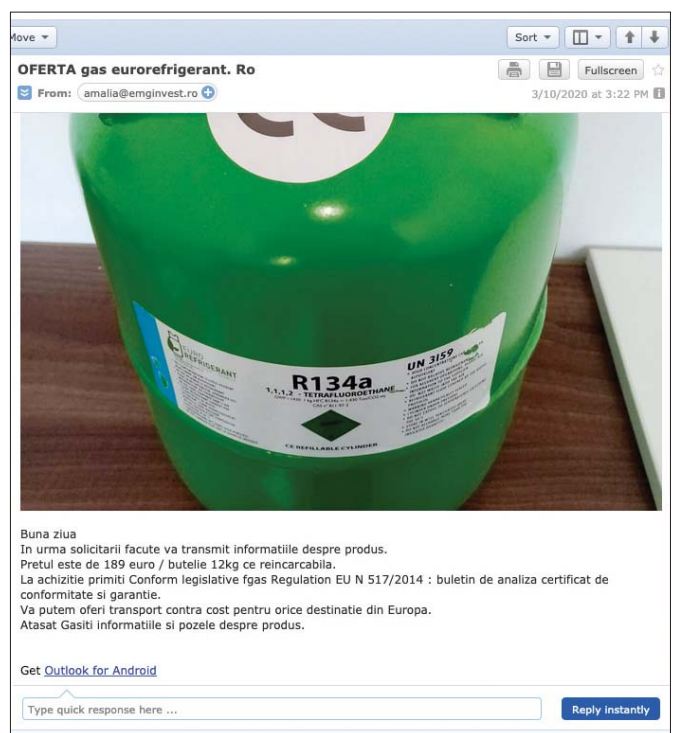 Move
Sort
OFERTA gas eurorefrigerant. Ro
Fullscreen
From: amalia@emginvest.ro
3/10/2020 at 3:22 PM
CE
EURO
REFRIGERANT
R134a
1,1,1,2 - TETRAFLUOROETHANE
UN 3159
CE REFILLABLE CYLINDER
Buna ziua
In urma solicitarii facute va transmit informatiile despre produs.
Pretul este de 189 euro / butelie 12kg ce reincarcabila.
La achizitie primiti Conform legislative fgas Regulation EU N 517/2014 : buletin de analiza certificat de
conformitate si garantie.
Va putem oferi transport contra cost pentru orice destinatie din Europa.
Atasat Gasiti informatiile si pozele despre produs.
Get Outlook for Android
Type quick response here ...
Reply instantly